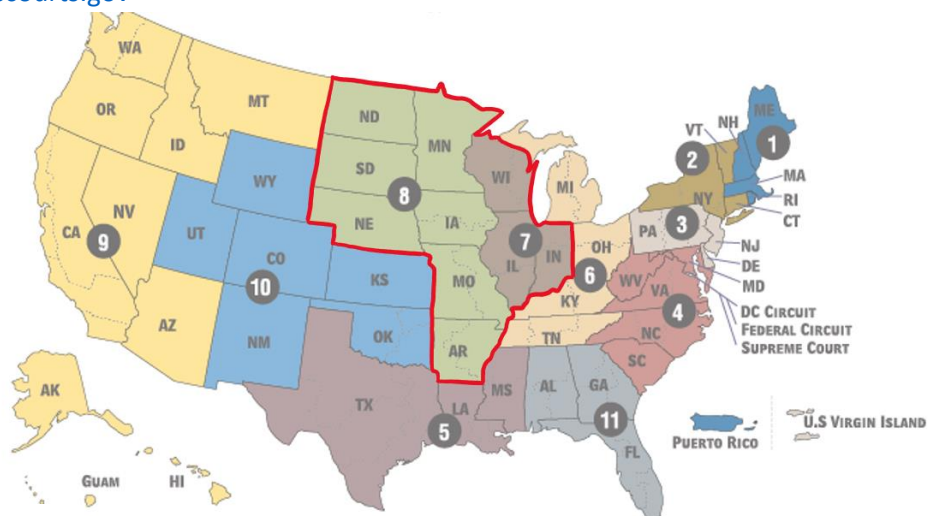 WA
OR
MT
ID
ND
MN
SD
WI
MI
WY
NE
IA
NV
UT
CA
9
8
7
10
CO
KS
MO
IL
IN
OH
6
KY
WV
VA
4
NC
TN
SC
AZ
NM
OK
AR
MS
AL
GA
TX
LA
5
11
FL
VT
NH
ME
1
2
MA
NY
RI
CT
PA
3
NJ
DE
MD
DC CIRCUIT
FEDERAL CIRCUIT
SUPREME COURT
AK
GUAM
HI
PUERTO RICO
U.S VIRGIN ISLAND